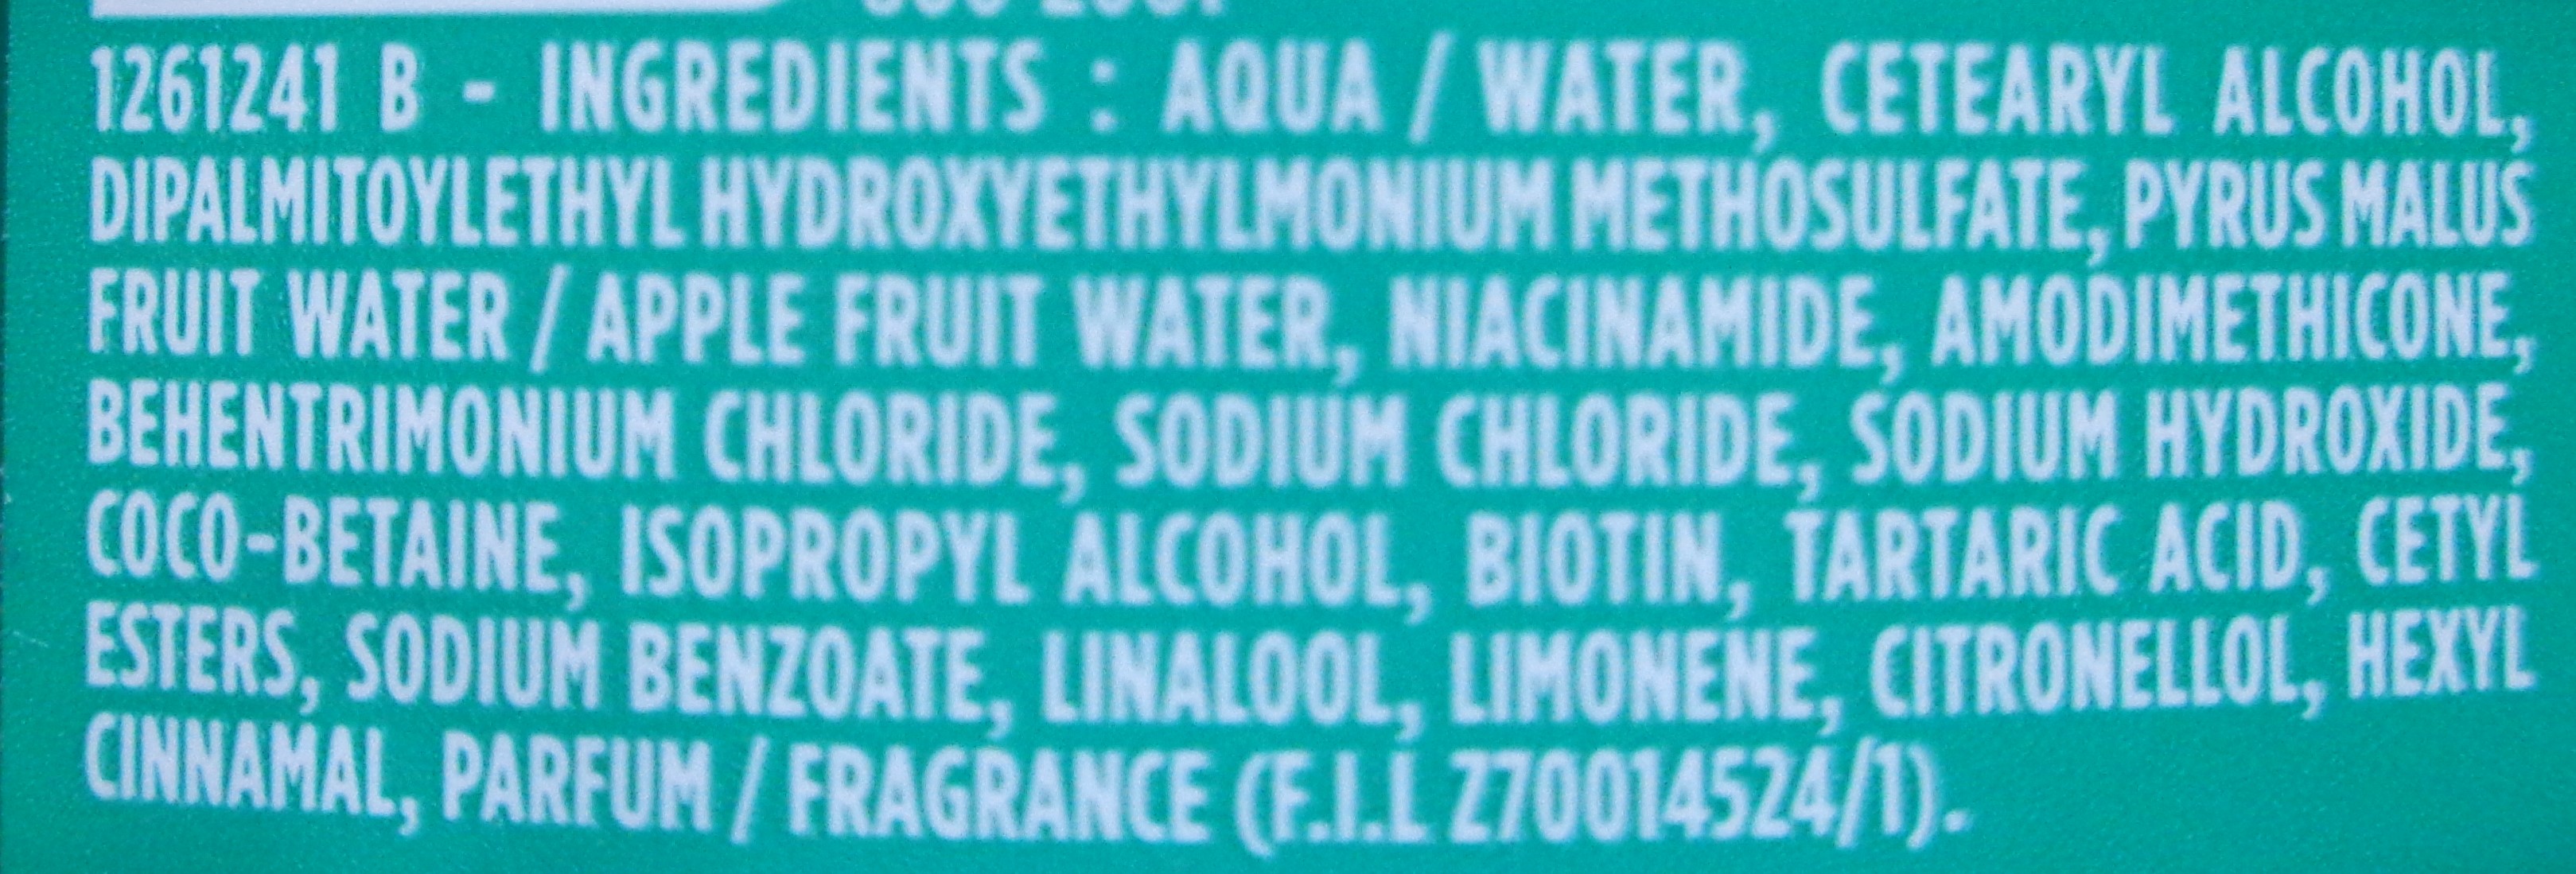 1261241 B - INGREDIENTS : AQUA / WATER, CETEARYL ALCOHOL,
DIPALMITOYLETHYL HYDROXYETHYLMONIUM METHOSULFATE, PYRUS MALUS
FRUIT WATER / APPLE FRUIT WATER, NIACINAMIDE, AMODIMETHICONE,
BEHENTRIMONIUM CHLORIDE, SODIUM CHLORIDE, SODIUM HYDROXIDE,
COCO-BETAINE, ISOPROPYL ALCOHOL, BIOTIN, TARTARIC ACID, CETYL
ESTERS, SODIUM BENZOATE, LINALOOL, LIMONENE, CITRONELLOL, HEXYL
CINNAMAL, PARFUM / FRAGRANCE (F.I.L Z70014524/1).